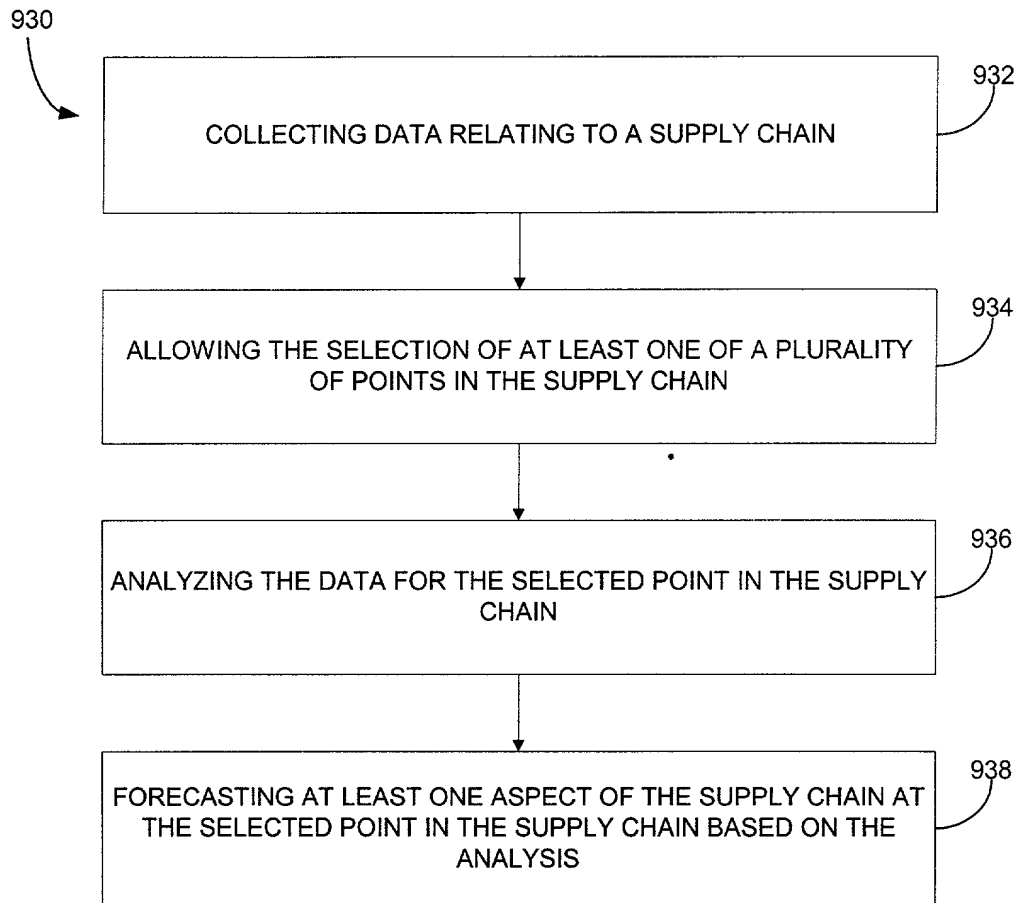 930
932
COLLECTING DATA RELATING TO A SUPPLY CHAIN
934
ALLOWING THE SELECTION OF AT LEAST ONE OF A PLURALITY
OF POINTS IN THE SUPPLY CHAIN
936
ANALYZING THE DATA FOR THE SELECTED POINT IN THE SUPPLY
CHAIN
938
FORECASTING AT LEAST ONE ASPECT OF THE SUPPLY CHAIN AT
THE SELECTED POINT IN THE SUPPLY CHAIN BASED ON THE
ANALYSIS